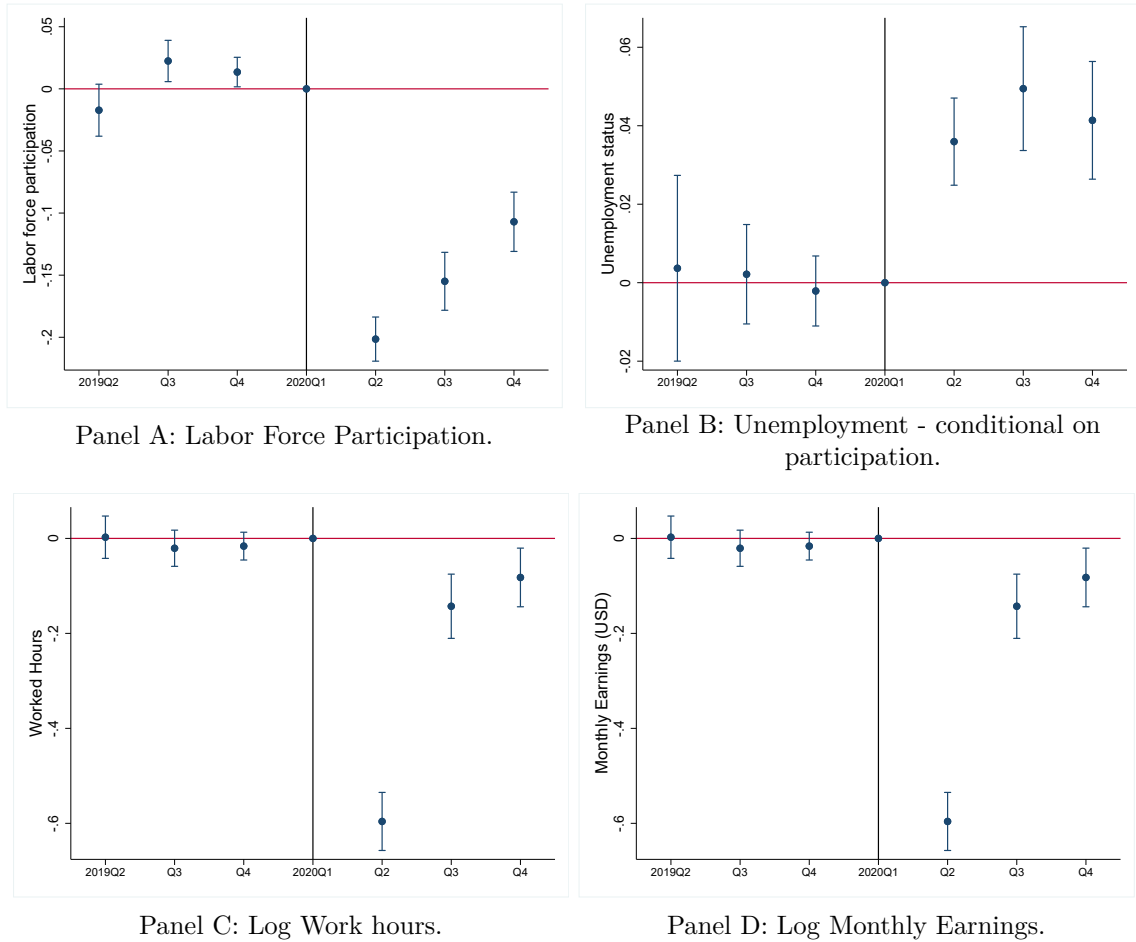 Labor force participation
.05
0
-.05
-.1
-.15
-.2
2019Q2 Q3 Q4 2020Q1 Q2 Q3 Q4
Panel A: Labor Force Participation.
Unemployment status
.06
.04
.02
0
-.02
2019Q2 Q3 Q4 2020Q1 Q2 Q3 Q4
Panel B: Unemployment - conditional on
participation.
Worked Hours
0
-.2
-.4
-.6
2019Q2 Q3 Q4 2020Q1 Q2 Q3 Q4
Panel C: Log Work hours.
Monthly Earnings (USD)
0
-.2
-.4
-.6
2019Q2 Q3 Q4 2020Q1 Q2 Q3 Q4
Panel D: Log Monthly Earnings.